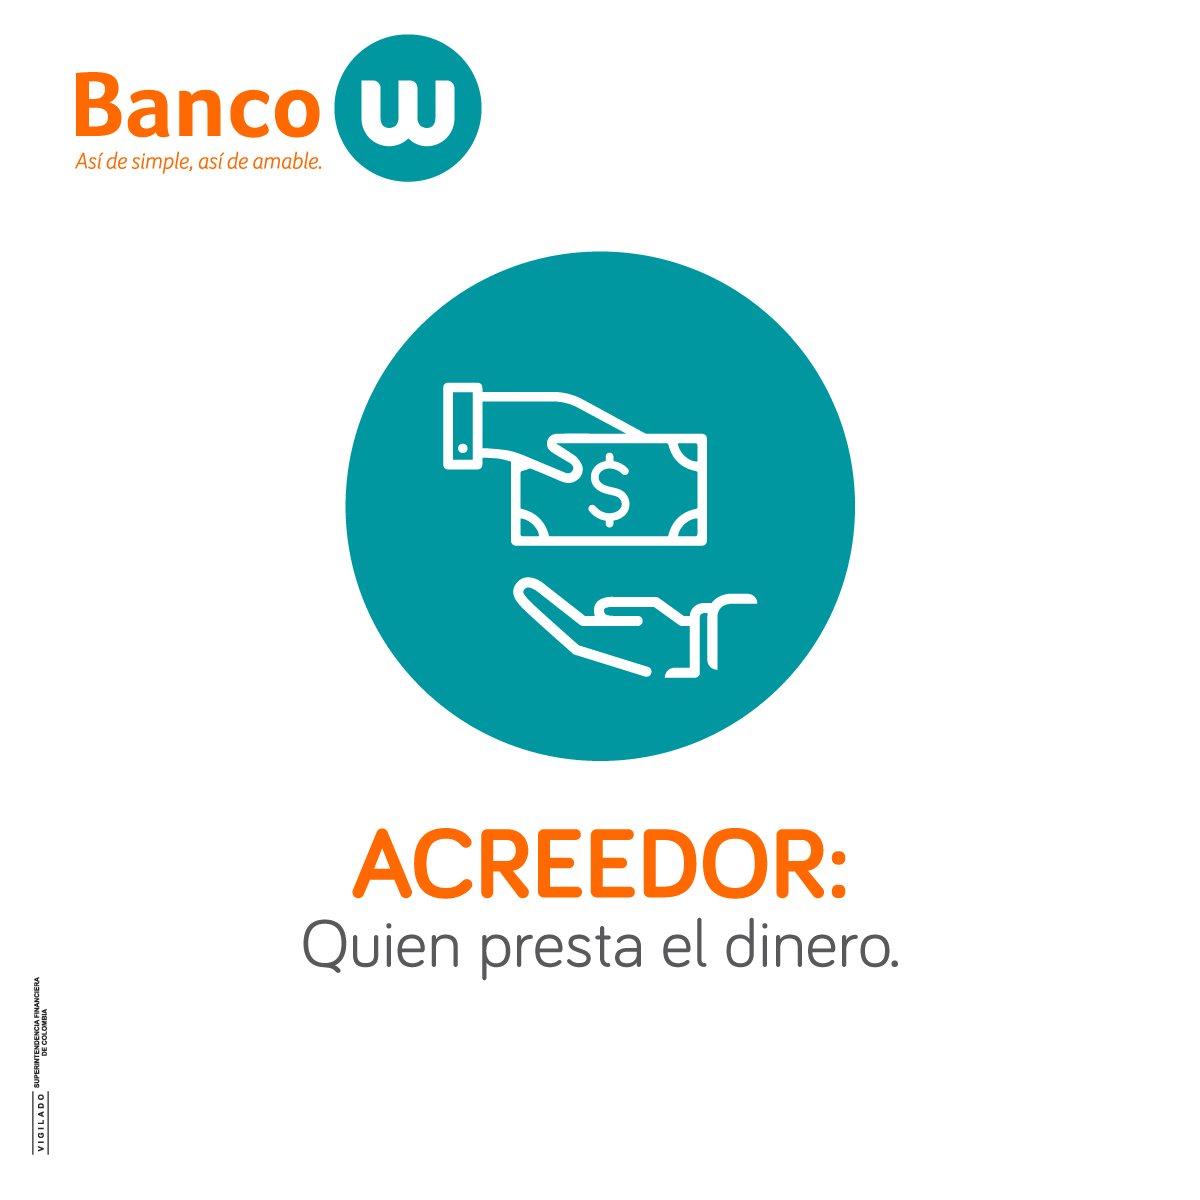 Banco W
Así de simple, así de amable.
$
ACREEDOR:
Quien presta el dinero.
VIGILADO
SUPERINTENDENCIA FINANCIERA
DE COLOMBIA